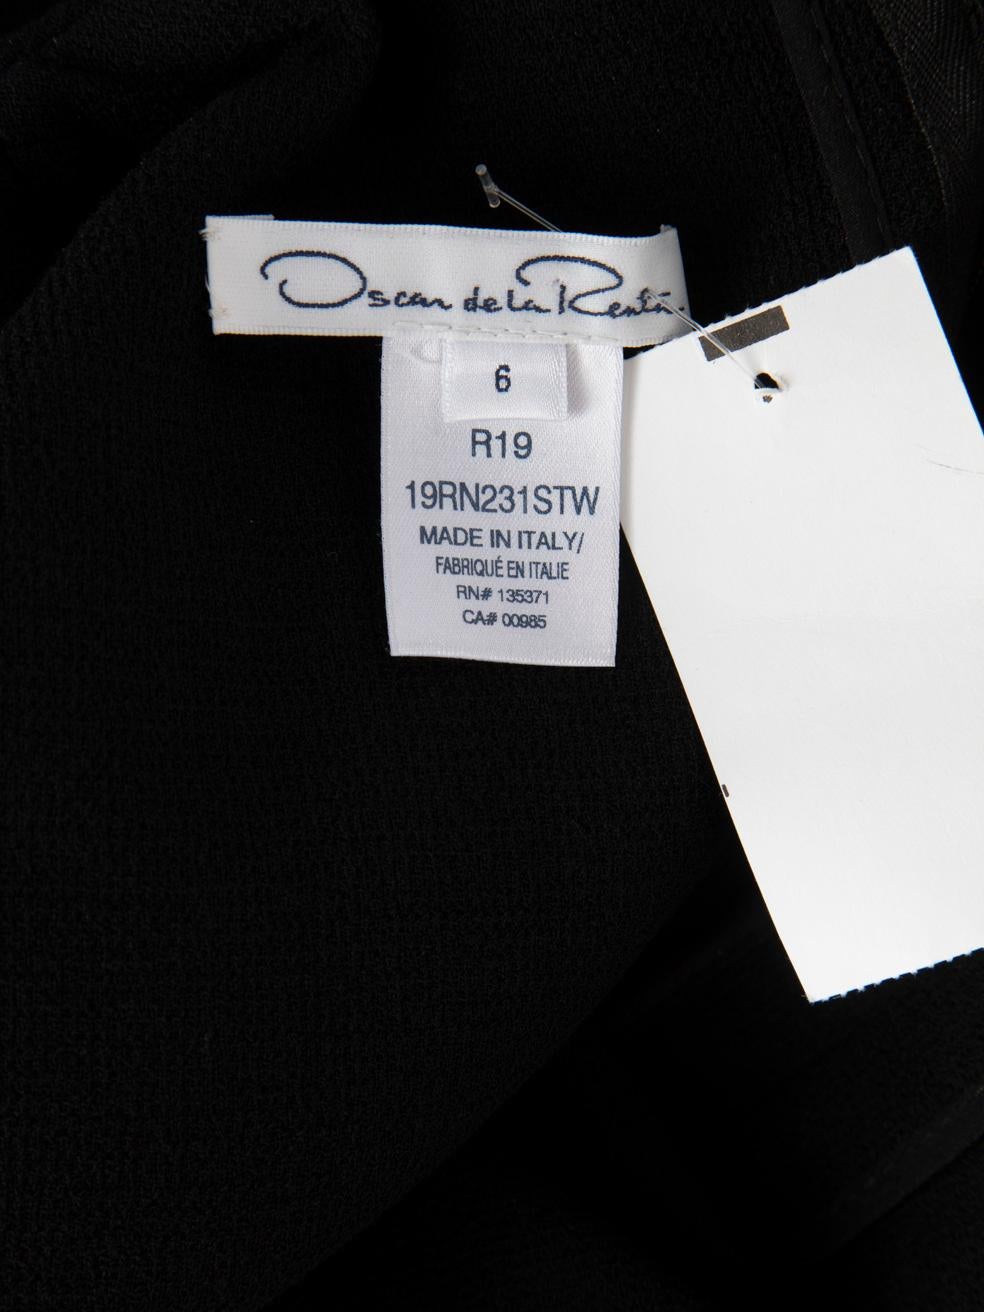 Oscar de la Renta
6
R19
19RN231STW
MADE IN ITALY/
FABRIQUÉ EN ITALIE
RN# 135371
CA# 00985